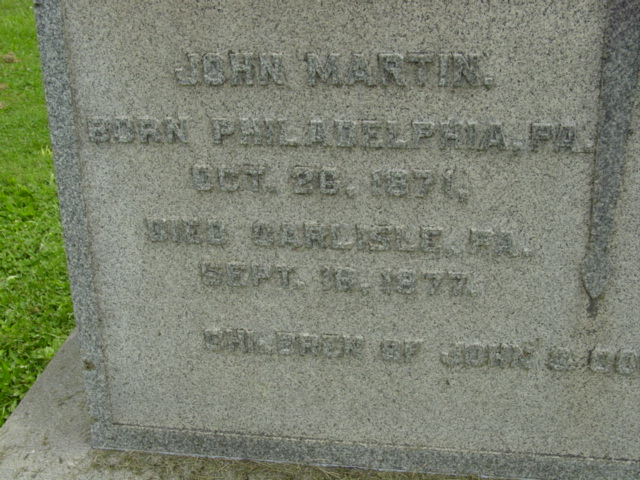 JOHN MARTIN.
BORN PHILADELPHIA, PA.
OCT. 26. 1871,
DIED CARLISLE, PA.
SEPT. 16, 1877.
CHILDREN OF JOHN &